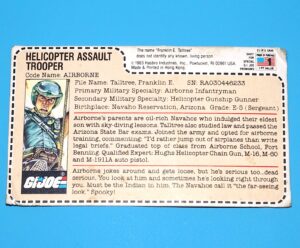 HELICOPTER ASSAULT
TROOPER
Code Name: AIRBORNE
The name "Franklin E. Talltree"
does not identify any known, living person
© 1983 Hasbro Industries, Inc., Pawtucket, RI 02861 USA
Printed in Hong Kong.
1
File Name: Talltree, Franklin E. SN: RA030446233
Primary Military Specialty: Airborne Infantryman
Secondary Military Specialty: Helicopter Gunship Gunner
Birthplace: Navaho Reservation, Arizona Grade: E-5 (Sergeant)
Airborne's parents are oil-rich Navahos who indulged their eldest
son with sky diving lessons. Talltree also studied law and passed the
Arizona State Bar exams. Joined the army and opted for airborne
training, commenting: "I'd rather jump out of airplanes than write
legal briefs." Graduated top of class from Airborne School, Fort
Benning. Qualified Expert: Hughs Helicopter Chain Gun, M-16, M-60
and M-1911A auto pistol.
Airborne jokes around and gets loose, but he's serious too...dead
serious. You look at him and sometimes he's looking right through
you. Must be the Indian in him. The Navahos call it "the far-seeing
look". Spooky!
GI JOE